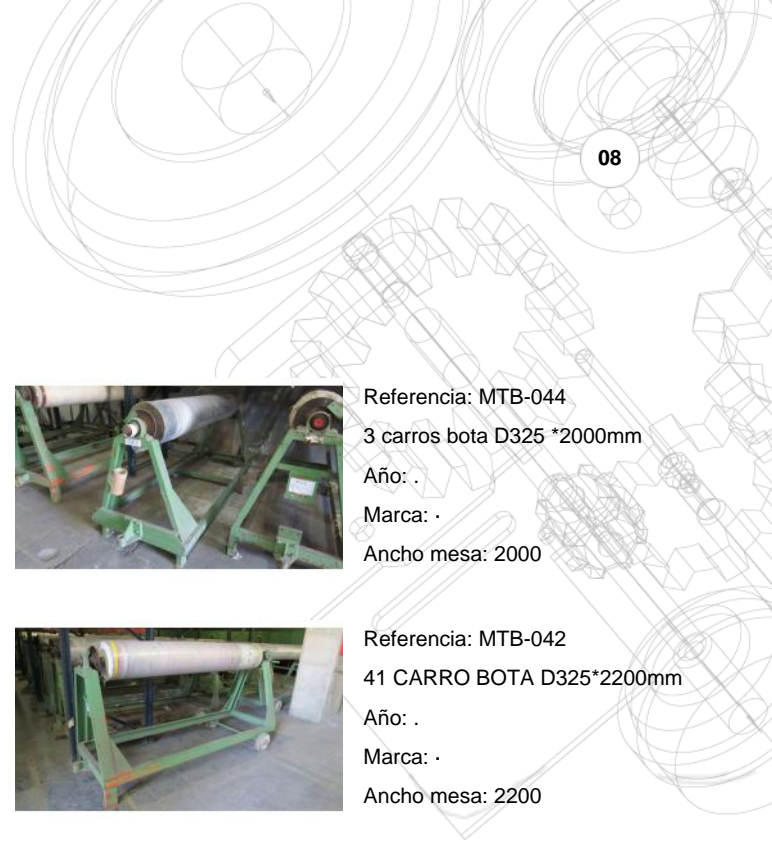 08
Referencia: MTB-044
3 carros bota D325 *2000mm
Año: .
Marca: ·
Ancho mesa: 2000
Referencia: MTB-042
41 CARRO BOTA D325*2200mm
Año: .
Marca: ·
Ancho mesa: 2200